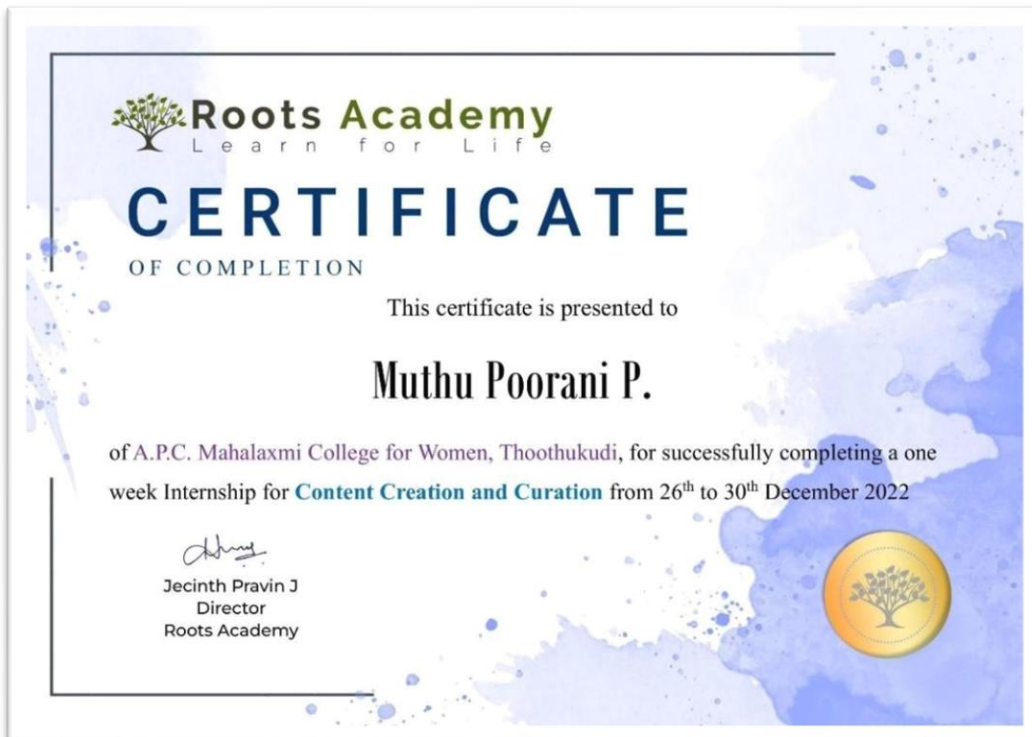 Roots Academy
Learn for Life
CERTIFICATE
OF COMPLETION
This certificate is presented to
Muthu Poorani P.
of A.P.C. Mahalaxmi College for Women, Thoothukudi, for successfully completing a one
week Internship for Content Creation and Curation from 26th to 30th December 2022
Jecinth Pravin J
Director
Roots Academy